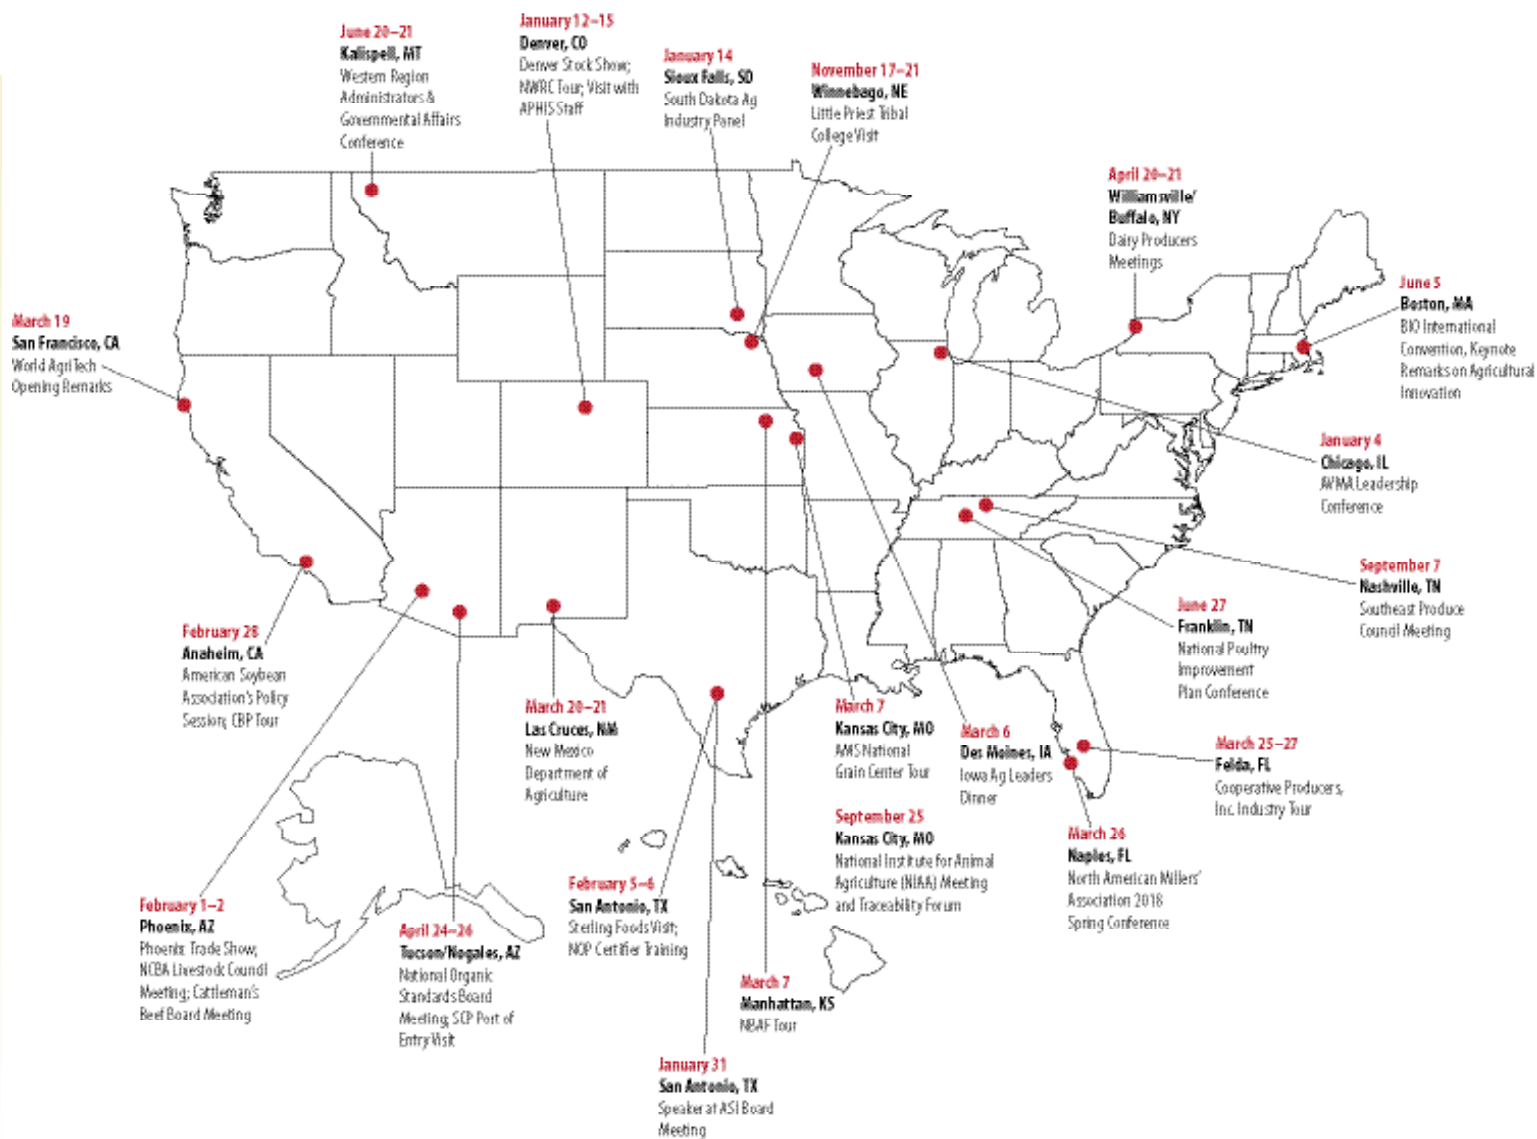 June 20–21
Kalispell, MT
Western Region
Administrators &
Governmental Affairs
Conference
January 12–15
Denver, CO
Denver Stock Show;
NWRC Tour; Visit with
APHIS Staff
January 14
Sioux Falls, SD
South Dakota Ag
Industry Panel
November 17–21
Winnebago, NE
Little Priest Tribal
College Visit
April 20–21
Williamsville/
Buffalo, NY
Dairy Producers
Meetings
June 5
Boston, MA
BIO International
Convention, Keynote
Remarks on Agricultural
Innovation
March 19
San Francisco, CA
World AgriTech
Opening Remarks
January 4
Chicago, IL
AVMA Leadership
Conference
September 7
Nashville, TN
Southeast Produce
Council Meeting
June 27
Franklin, TN
National Poultry
Improvement
Plan Conference
February 28
Anaheim, CA
American Soybean
Association's Policy
Session; CBP Tour
March 20–21
Las Cruces, NM
New Mexico
Department of
Agriculture
March 7
Kansas City, MO
AMS National
Grain Center Tour
September 25
Kansas City, MO
National Institute for Animal
Agriculture (NIAA) Meeting
and Traceability Forum
March 6
Des Moines, IA
Iowa Ag Leaders
Dinner
March 25–27
Felda, FL
Cooperative Producers,
Inc. Industry Tour
March 26
Naples, FL
North American Millers'
Association 2018
Spring Conference
February 1–2
Phoenix, AZ
Phoenix Trade Show;
NCBA Livestock Council
Meeting; Cattleman's
Beef Board Meeting
April 24–26
Tucson/Nogales, AZ
National Organic
Standards Board
Meeting; SCP Port of
Entry Visit
February 5–6
San Antonio, TX
Sterling Foods Visit;
NOP Certifier Training
March 7
Manhattan, KS
NBAF Tour
January 31
San Antonio, TX
Speaker at ASI Board
Meeting